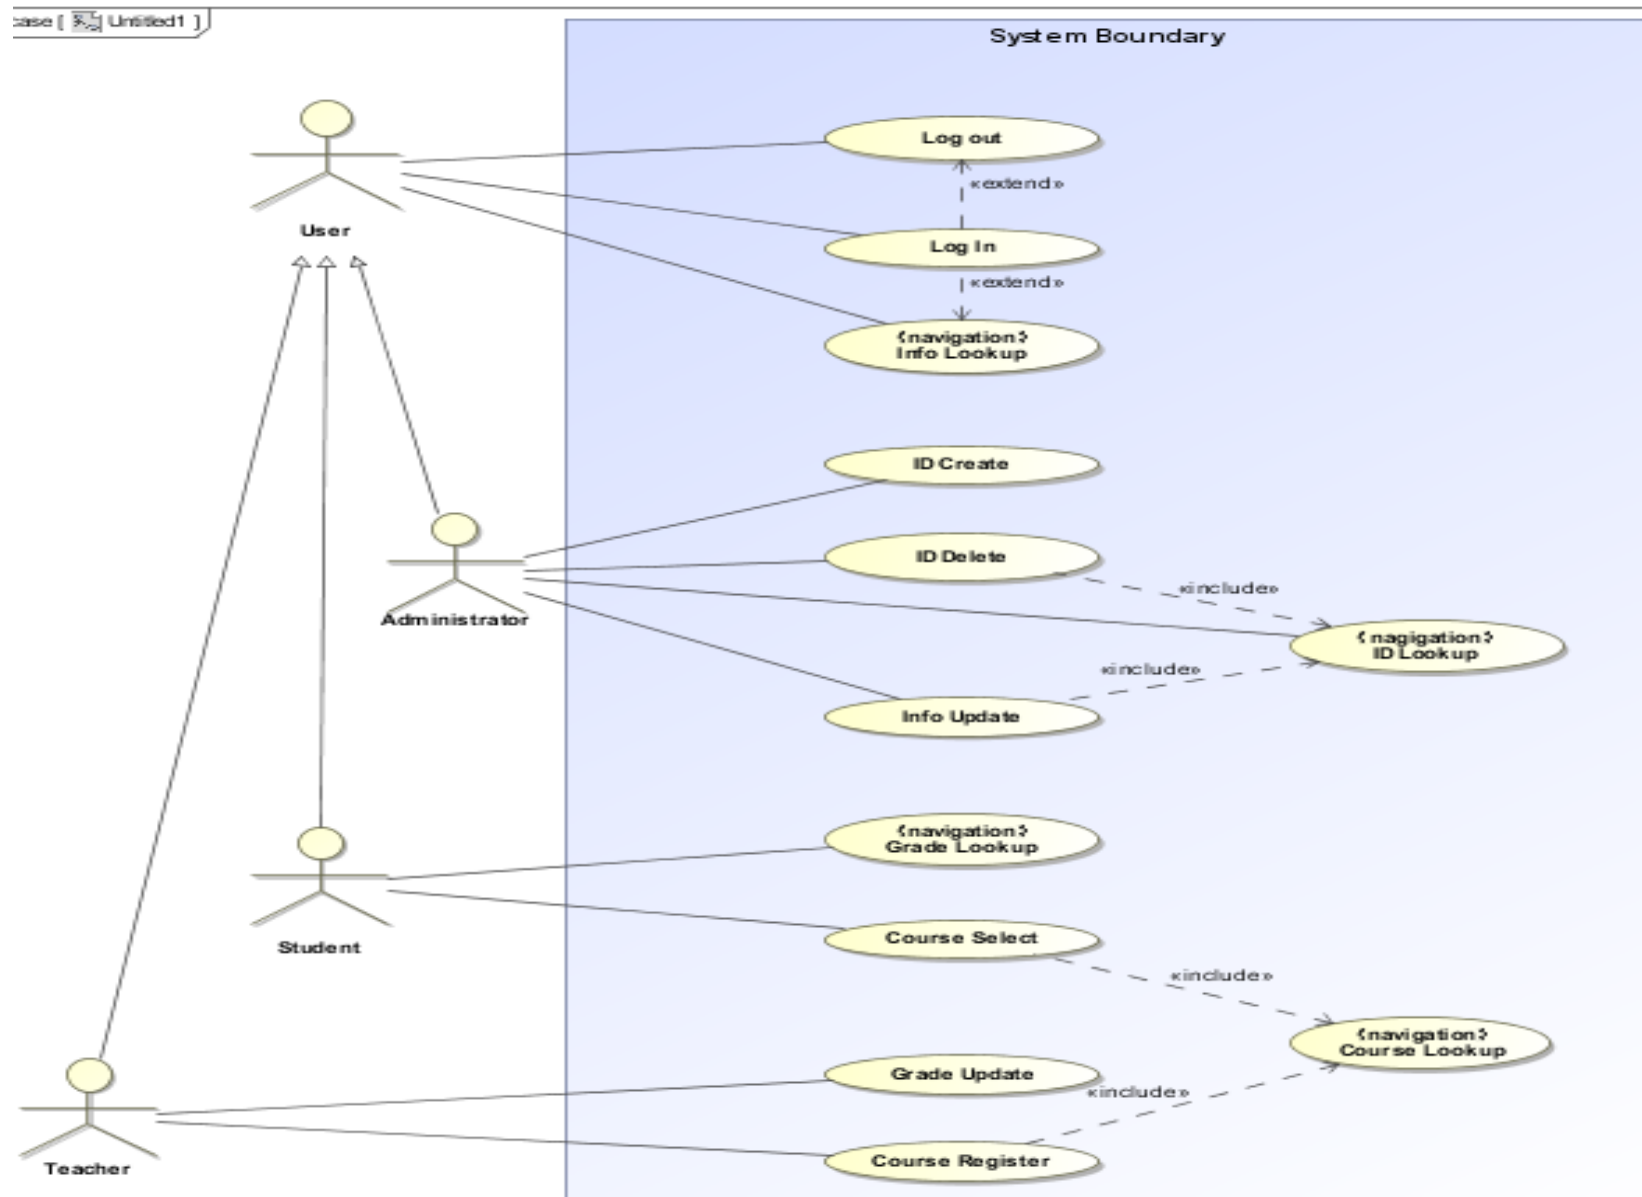 case [ Untitled1 ]
System Boundary
Log out
«extend»
User
Log In
«extend»
{navigation}
Info Lookup
ID Create
ID Delete
«include»
Administrator
{nagigation}
ID Lookup
«include»
Info Update
{navigation}
Grade Lookup
Student
Course Select
«include»
{navigation}
Course Lookup
Grade Update
«include»
Teacher
Course Register